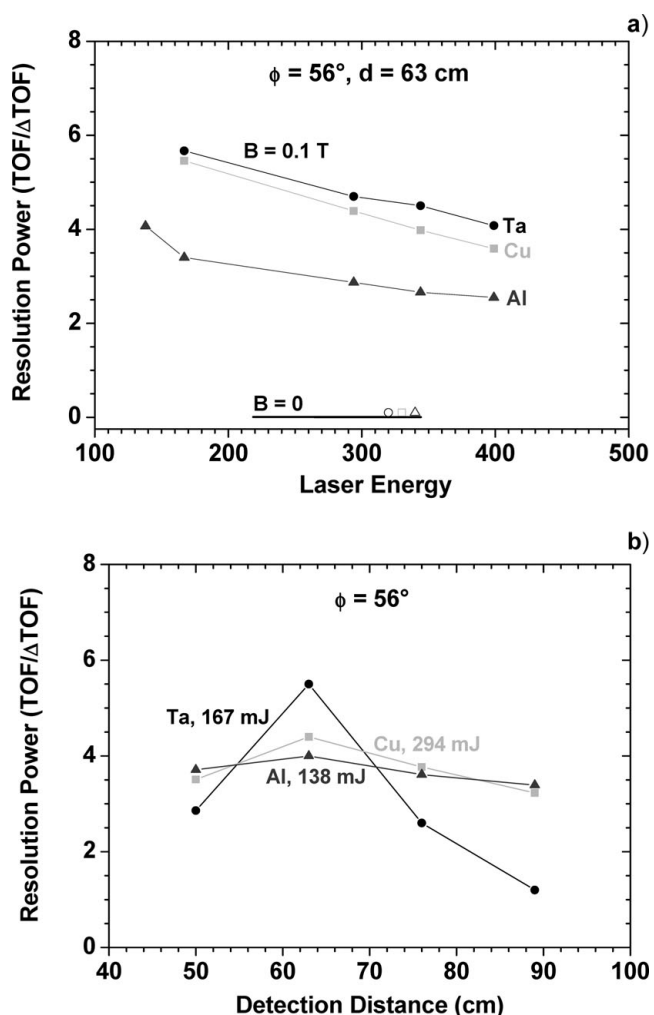 a)
8
6
4
2
0
Resolution Power (TOF/ΔTOF)
ϕ = 56°, d = 63 cm
B = 0.1 T
Ta
Cu
Al
B = 0
100 200 300 400 500
Laser Energy
b)
8
6
4
2
0
Resolution Power (TOF/ΔTOF)
ϕ = 56°
Ta, 167 mJ
Cu, 294 mJ
Al, 138 mJ
40 50 60 70 80 90 100
Detection Distance (cm)